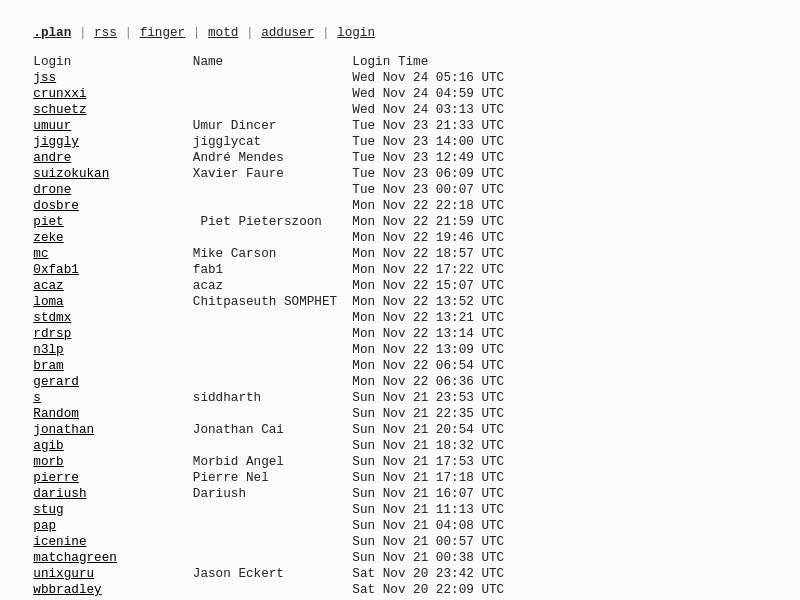 .plan | rss | finger | motd | adduser | login
Login Name Login Time
jss Wed Nov 24 05:16 UTC
crunxxi Wed Nov 24 04:59 UTC
schuetz Wed Nov 24 03:13 UTC
umuur Umur Dincer Tue Nov 23 21:33 UTC
jiggly jigglycat Tue Nov 23 14:00 UTC
andre André Mendes Tue Nov 23 12:49 UTC
suizokukan Xavier Faure Tue Nov 23 06:09 UTC
drone Tue Nov 23 00:07 UTC
dosbre Mon Nov 22 22:18 UTC
piet Piet Pieterszoon Mon Nov 22 21:59 UTC
zeke Mon Nov 22 19:46 UTC
mc Mike Carson Mon Nov 22 18:57 UTC
0xfab1 fab1 Mon Nov 22 17:22 UTC
acaz acaz Mon Nov 22 15:07 UTC
loma Chitpaseuth SOMPHET Mon Nov 22 13:52 UTC
stdmx Mon Nov 22 13:21 UTC
rdrsp Mon Nov 22 13:14 UTC
n3lp Mon Nov 22 13:09 UTC
bram Mon Nov 22 06:54 UTC
gerard Mon Nov 22 06:36 UTC
s siddharth Sun Nov 21 23:53 UTC
Random Sun Nov 21 22:35 UTC
jonathan Jonathan Cai Sun Nov 21 20:54 UTC
agib Sun Nov 21 18:32 UTC
morb Morbid Angel Sun Nov 21 17:53 UTC
pierre Pierre Nel Sun Nov 21 17:18 UTC
dariush Dariush Sun Nov 21 16:07 UTC
stug Sun Nov 21 11:13 UTC
pap Sun Nov 21 04:08 UTC
icenine Sun Nov 21 00:57 UTC
matchagreen Sun Nov 21 00:38 UTC
unixguru Jason Eckert Sat Nov 20 23:42 UTC
wbbradley Sat Nov 20 22:09 UTC